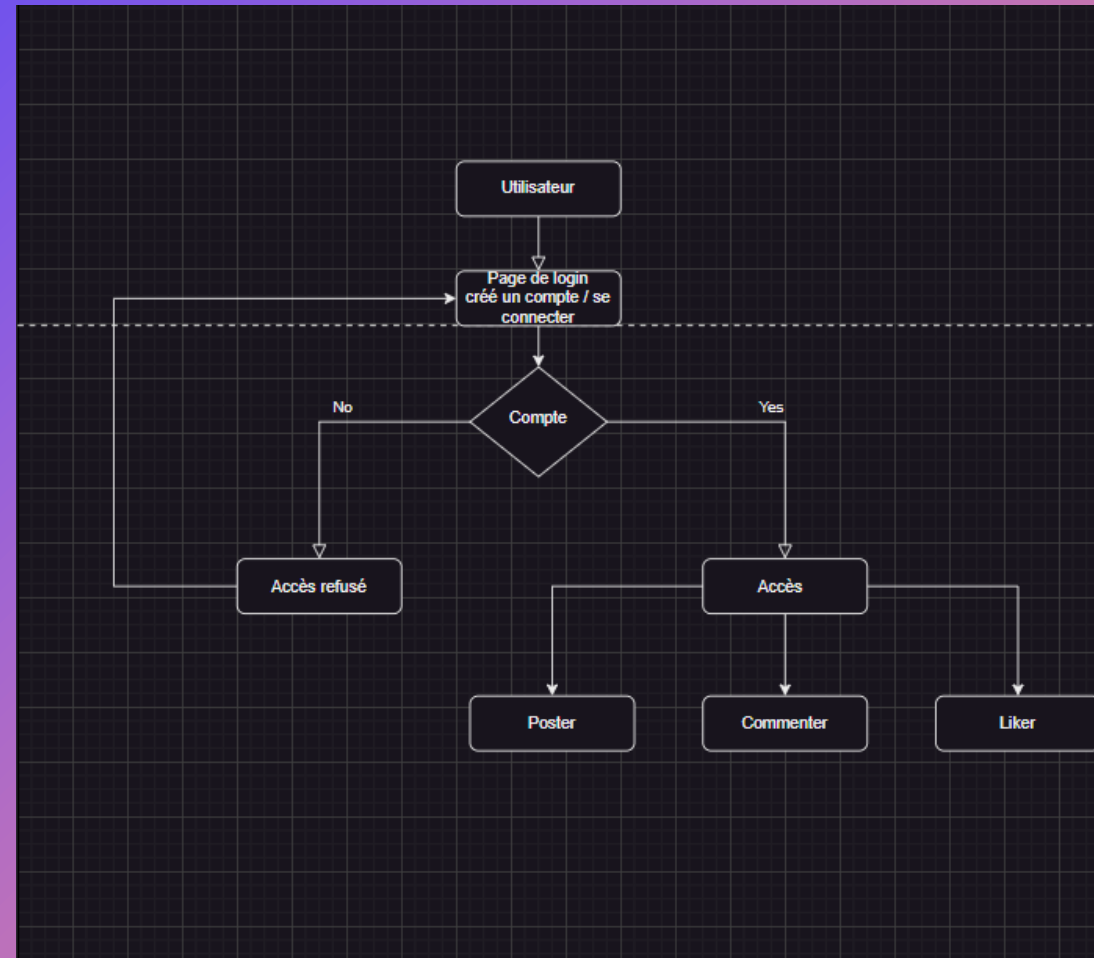 Utilisateur
Page de login
créé un compte / se
connecter
Compte
No
Yes
Accès refusé
Accès
Poster
Commenter
Liker